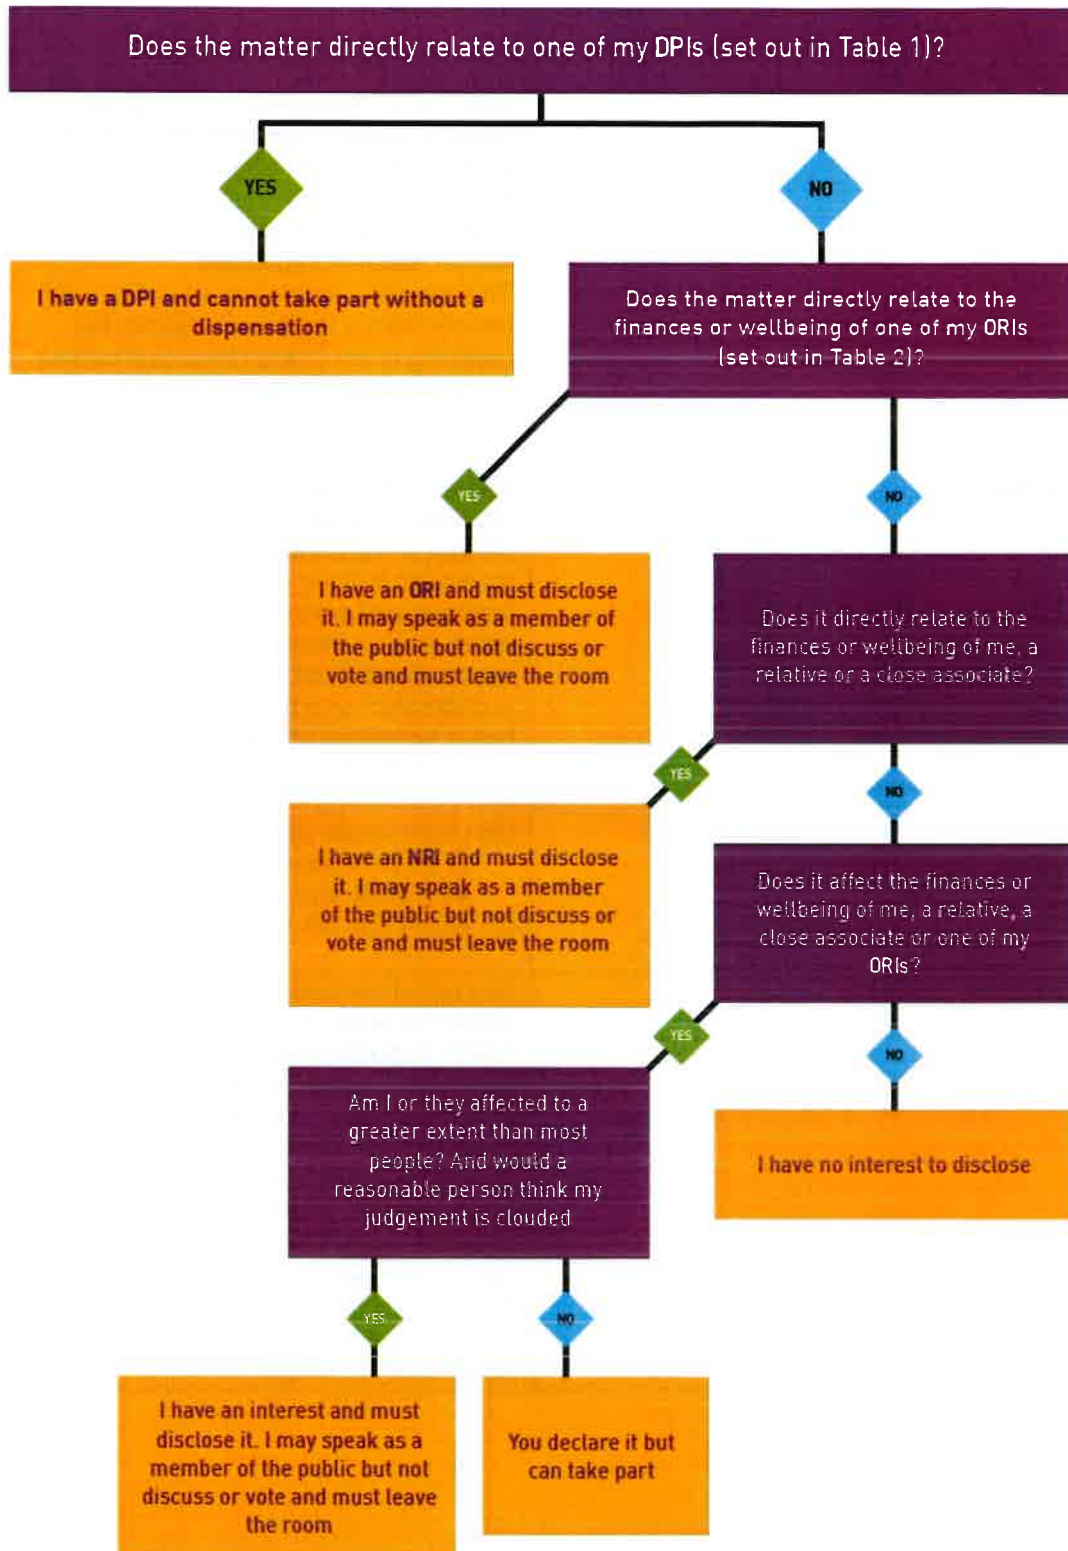 Does the matter directly relate to one of my DPIs (set out in Table 1)?
YES
NO
I have a DPI and cannot take part without a
dispensation
Does the matter directly relate to the
finances or wellbeing of one of my ORIs
(set out in Table 2)?
YES
NO
I have an ORI and must disclose
it. I may speak as a member of
the public but not discuss or
vote and must leave the room
Does it directly relate to the
finances or wellbeing of me, a
relative or a close associate?
YES
NO
I have an NRI and must disclose
it. I may speak as a member
of the public but not discuss or
vote and must leave the room
Does it affect the finances or
wellbeing of me, a relative, a
close associate or one of my
ORIs?
YES
NO
Am I or they affected to a
greater extent than most
people? And would a
reasonable person think my
judgement is clouded
I have no interest to disclose
YES
NO
I have an interest and must
disclose it. I may speak as a
member of the public but not
discuss or vote and must leave
the room
You declare it but
can take part